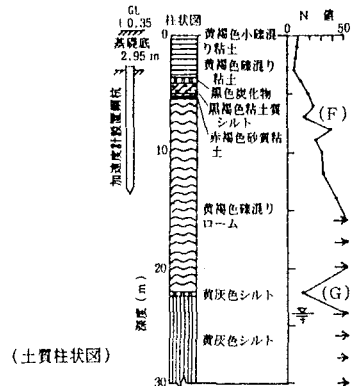 GL
0.35
基礎底
2.95 m
加速度計設置鋼杭
柱状図
黄褐色小礫混
り粘土
黄褐色礫混り
粘土
黒色炭化物
黒褐色粘土質
シルト
赤褐色砂質粘
土
黄褐色礫混り
ローム
黄灰色シルト
黄灰色シルト
N 値
0
50
(F)
(G)
0
10
20
30
深度(m)
(土質柱状図)